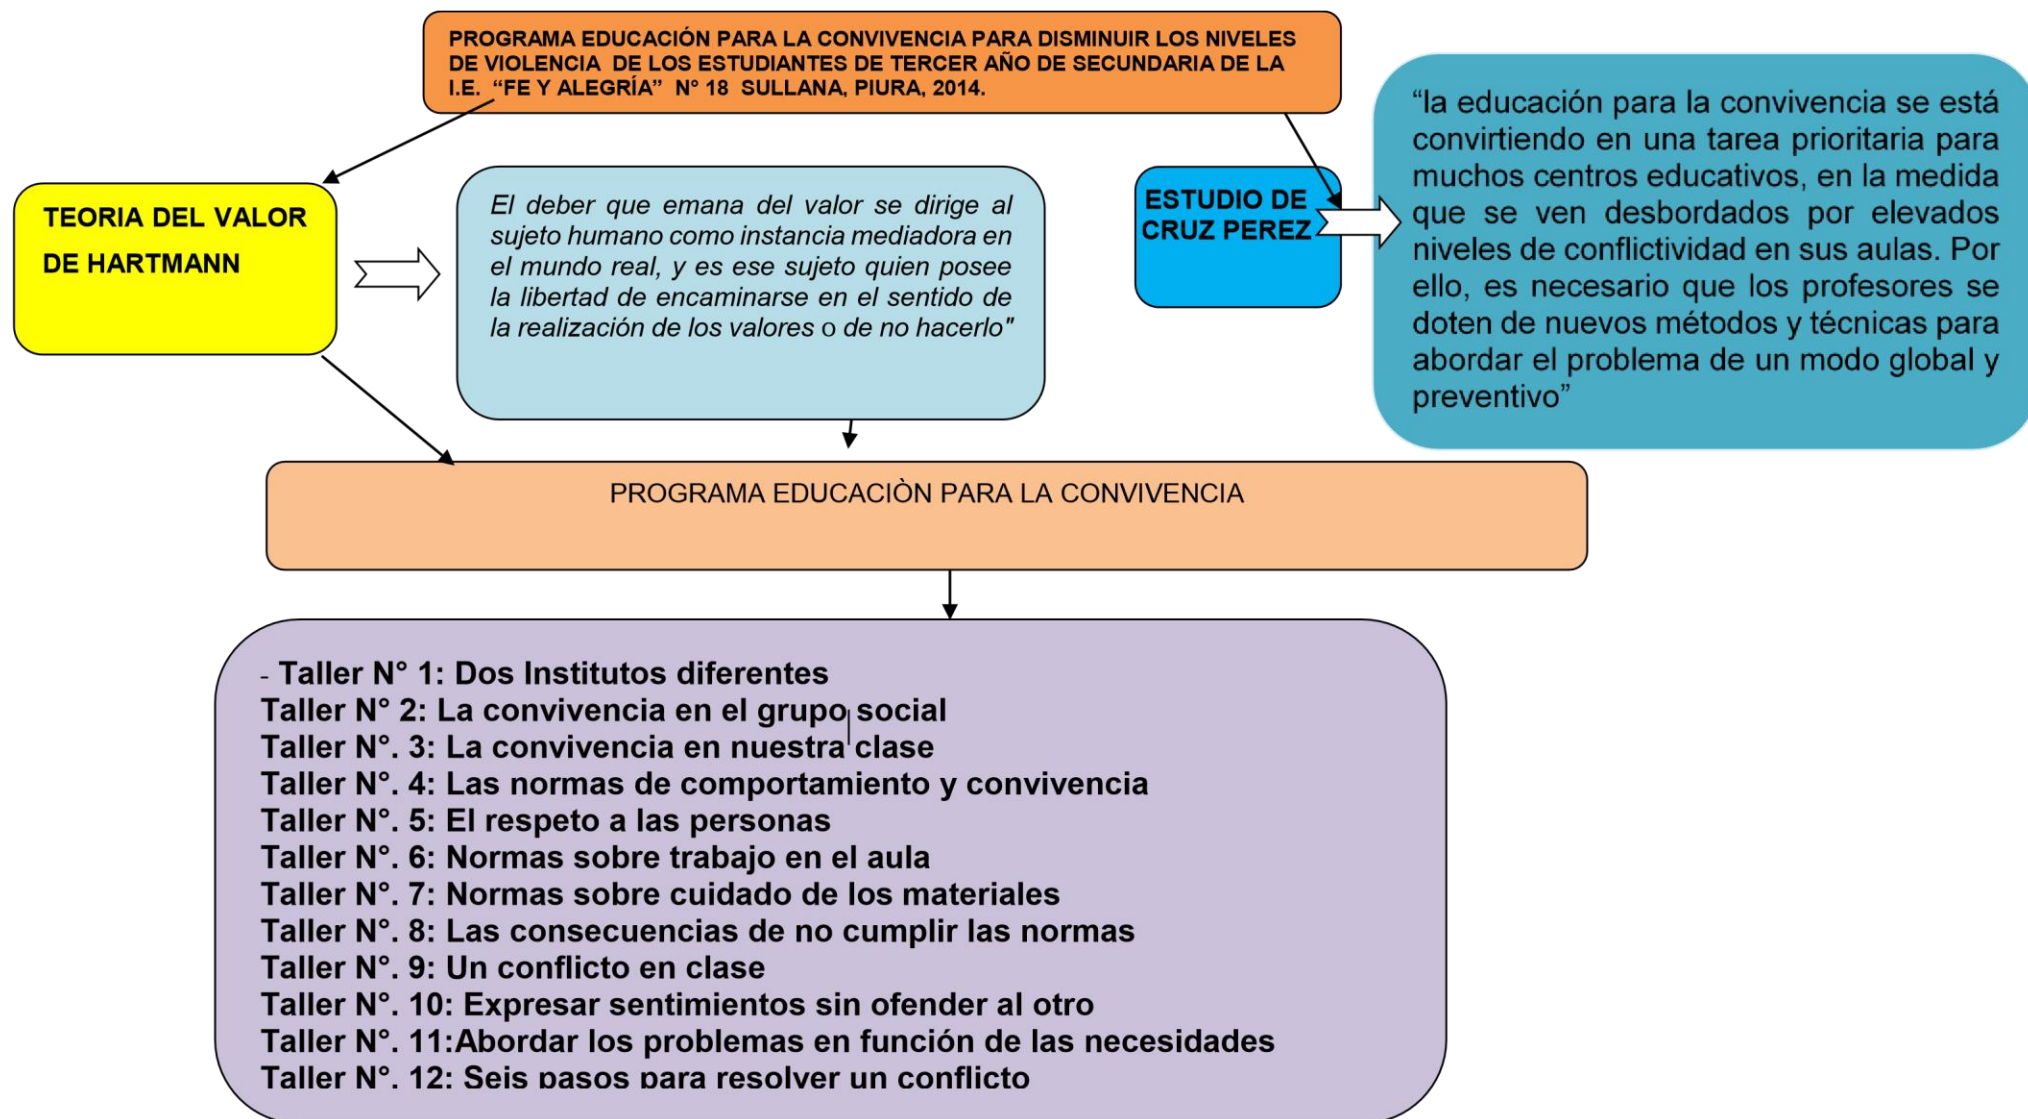 PROGRAMA EDUCACIÓN PARA LA CONVIVENCIA PARA DISMINUIR LOS NIVELES
DE VIOLENCIA DE LOS ESTUDIANTES DE TERCER AÑO DE SECUNDARIA DE LA
I.E. “FE Y ALEGRÍA” N° 18 SULLANA, PIURA, 2014.
TEORIA DEL VALOR
DE HARTMANN
El deber que emana del valor se dirige al
sujeto humano como instancia mediadora en
el mundo real, y es ese sujeto quien posee
la libertad de encaminarse en el sentido de
la realización de los valores o de no hacerlo"
ESTUDIO DE
CRUZ PEREZ
“la educación para la convivencia se está
convirtiendo en una tarea prioritaria para
muchos centros educativos, en la medida
que se ven desbordados por elevados
niveles de conflictividad en sus aulas. Por
ello, es necesario que los profesores se
doten de nuevos métodos y técnicas para
abordar el problema de un modo global y
preventivo”
PROGRAMA EDUCACIÒN PARA LA CONVIVENCIA
- Taller N° 1: Dos Institutos diferentes
Taller N° 2: La convivencia en el grupo social
Taller N°. 3: La convivencia en nuestra clase
Taller N°. 4: Las normas de comportamiento y convivencia
Taller N°. 5: El respeto a las personas
Taller N°. 6: Normas sobre trabajo en el aula
Taller N°. 7: Normas sobre cuidado de los materiales
Taller N°. 8: Las consecuencias de no cumplir las normas
Taller N°. 9: Un conflicto en clase
Taller N°. 10: Expresar sentimientos sin ofender al otro
Taller N°. 11:Abordar los problemas en función de las necesidades
Taller N°. 12: Seis pasos para resolver un conflicto